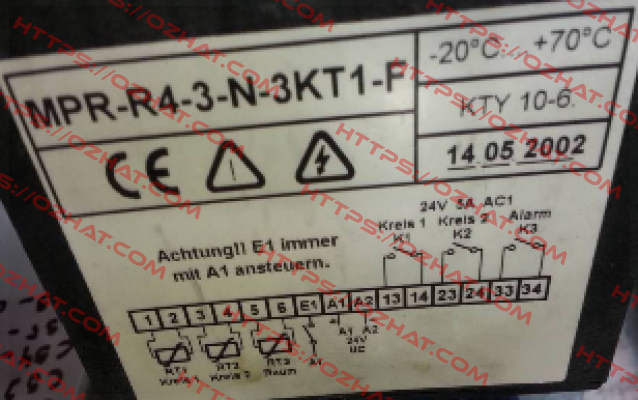 MPR-R4-3-N-3KT1-F
-20°C +70°C
KTY 10-6
14 05 2002
CE
24V 5A AC1
Kreis 1 Kreis 2 Alarm
K1 K2 K3
Achtung!! E1 immer
mit A1 ansteuern.
1 2 3 4 5 6 E1 A1 A2 13 14 23 24 33 34
RT1 RT2 RT3 A1 A1 A2
Kreis 1 Kreis 2 Raum 24V
UC
HTTPS://OZHAT.COM